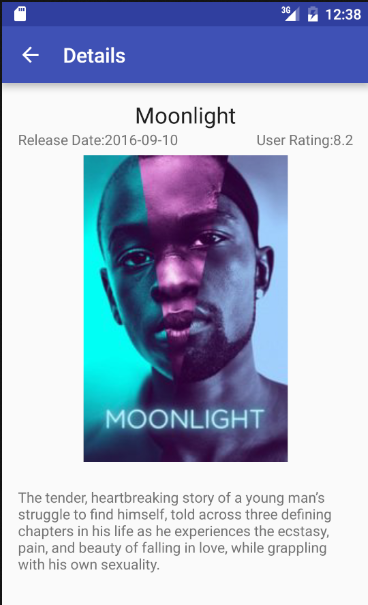 3G 12:38
Details
Moonlight
Release Date:2016-09-10 User Rating:8.2
MOONLIGHT
The tender, heartbreaking story of a young man's
struggle to find himself, told across three defining
chapters in his life as he experiences the ecstasy,
pain, and beauty of falling in love, while grappling
with his own sexuality.